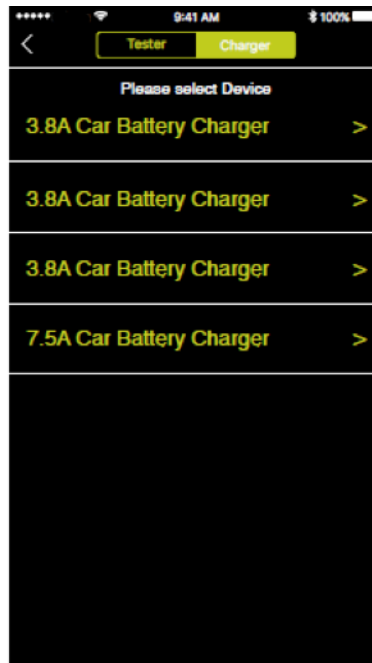 9:41 AM 100%
< Tester Charger
Please select Device
3.8A Car Battery Charger >
3.8A Car Battery Charger >
3.8A Car Battery Charger >
7.5A Car Battery Charger >